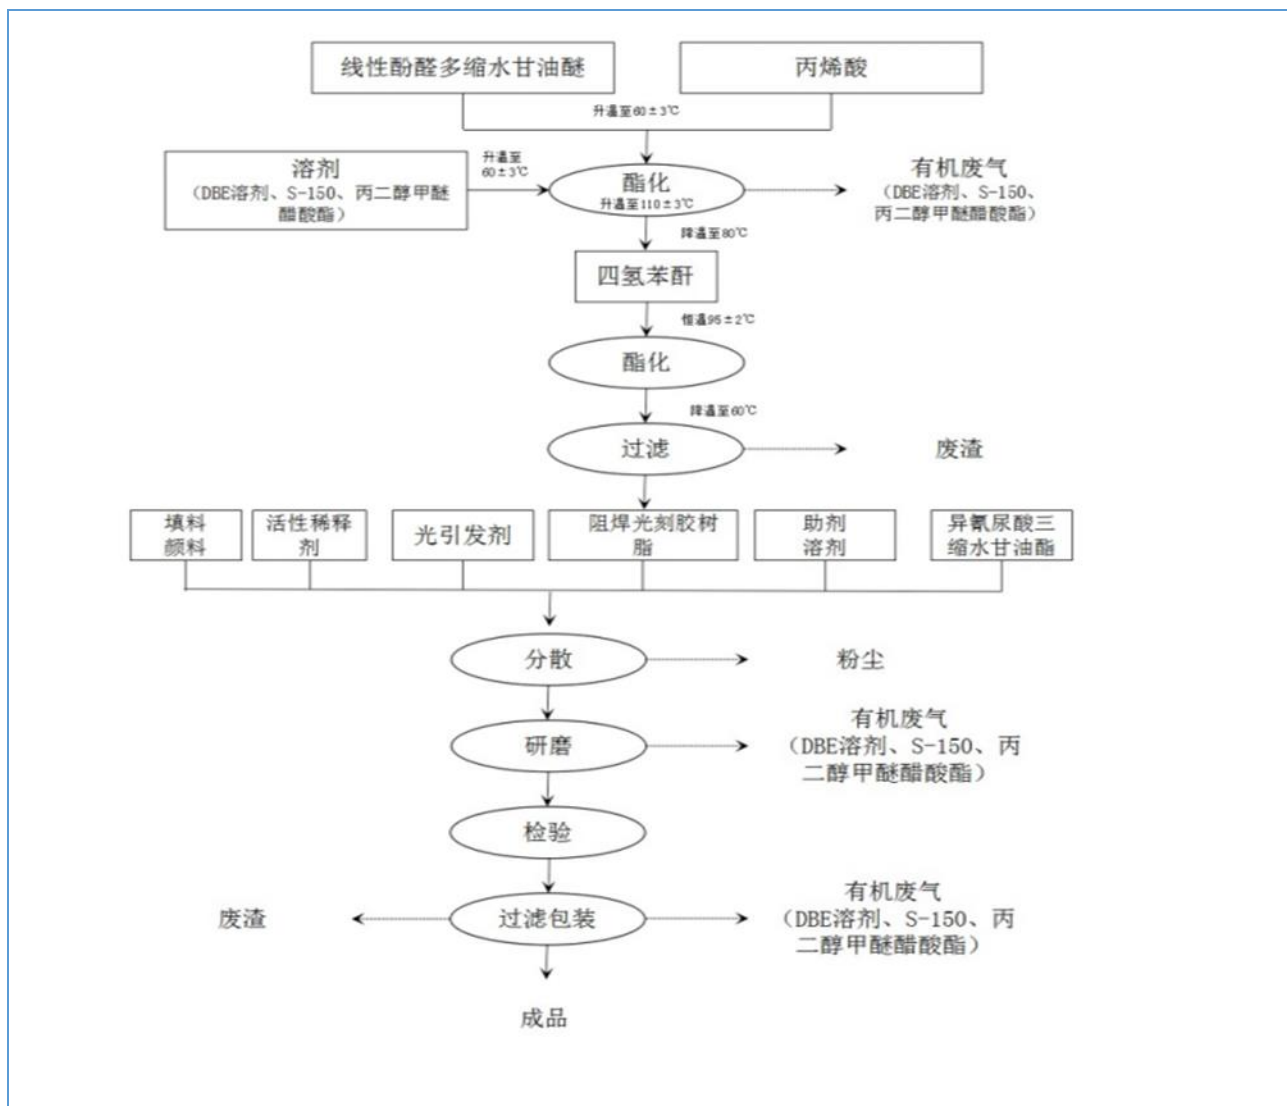 线性酚醛多缩水甘油醚
丙烯酸
升温至60±3℃
溶剂
（DBE溶剂、S-150、丙二醇甲醚
醋酸酯）
升温至
60±3℃
酯化
升温至110±3℃
有机废气
（DBE溶剂、S-150、
丙二醇甲醚醋酸酯）
降温至80℃
四氢苯酐
恒温95±2℃
酯化
降温至60℃
过滤
废渣
填料
颜料
活性稀释
剂
光引发剂
阻焊光刻胶树
脂
助剂
溶剂
异氰尿酸三
缩水甘油酯
分散
粉尘
研磨
有机废气
（DBE溶剂、S-150、丙
二醇甲醚醋酸酯）
检验
废渣
过滤包装
有机废气
（DBE溶剂、S-150、丙
二醇甲醚醋酸酯）
成品